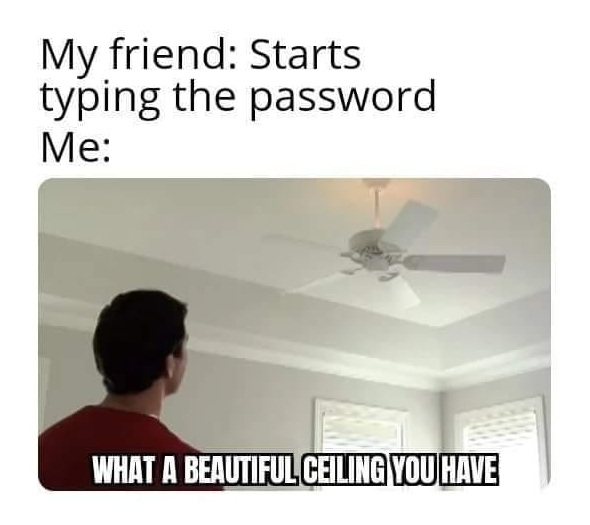 My friend: Starts
typing the password
Me:
WHAT A BEAUTIFUL CEILING YOU HAVE